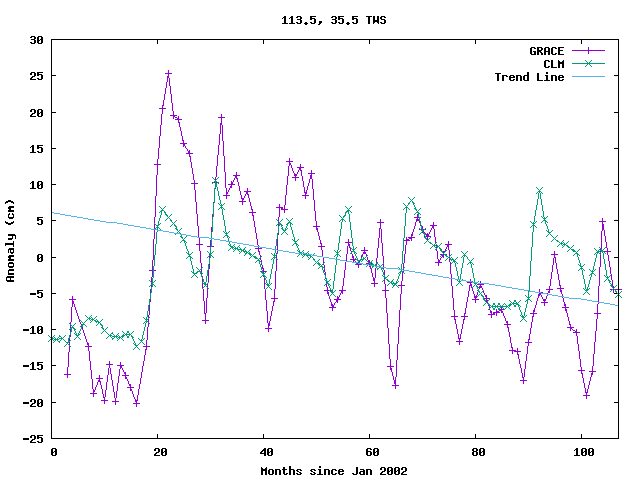 113.5, 35.5 TWS
GRACE
CLM
Trend Line
Anomaly (cm)
30
25
20
15
10
5
0
-5
-10
-15
-20
-25
0 20 40 60 80 100
Months since Jan 2002